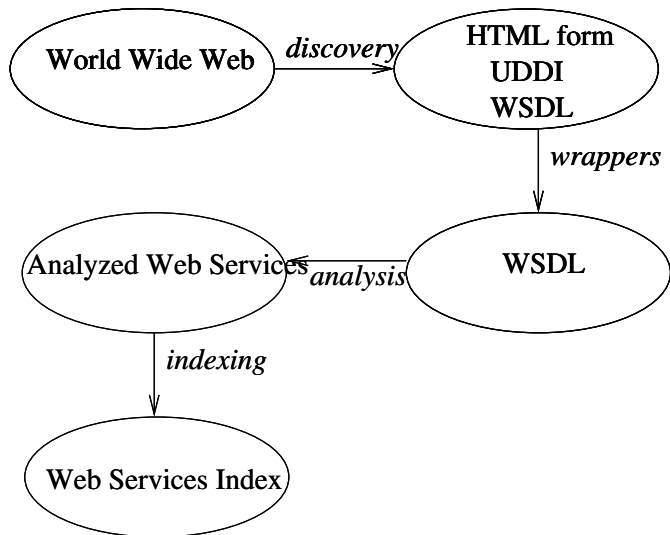 World Wide Web
discovery
HTML form
UDDI
WSDL
wrappers
WSDL
analysis
Analyzed Web Services
indexing
Web Services Index